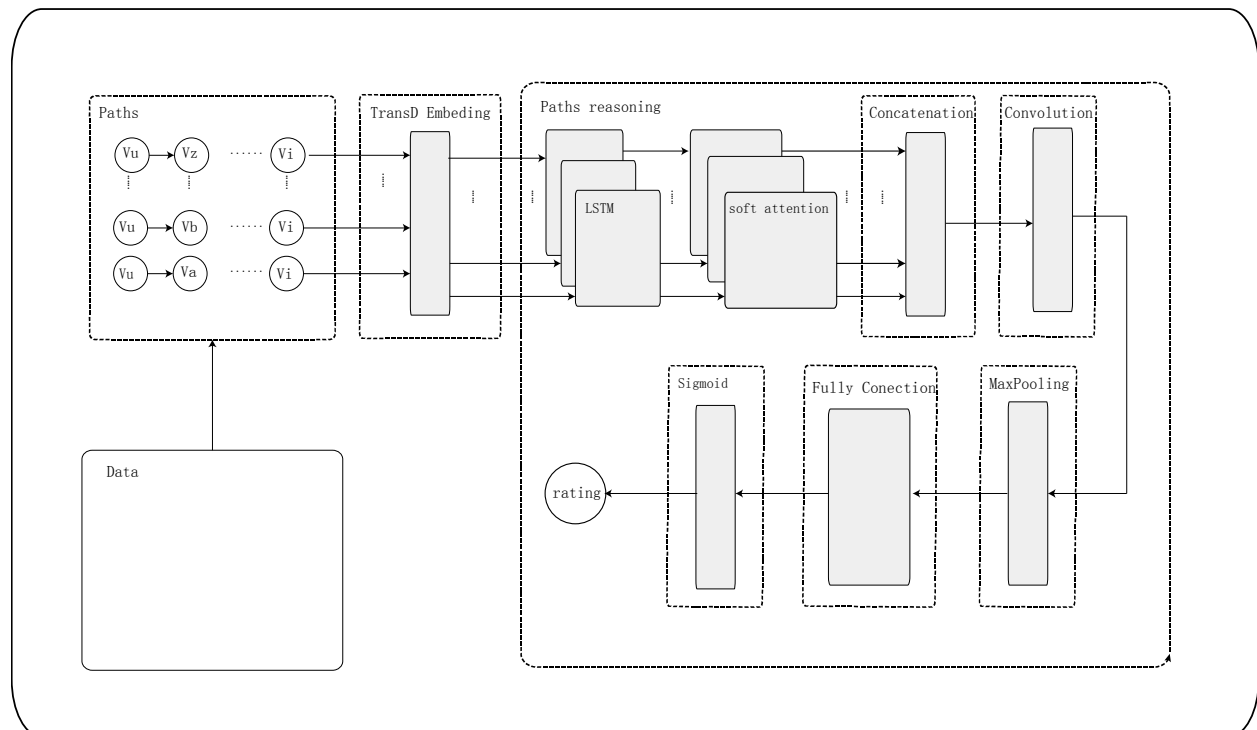 Paths
Vu Vz ...... Vi
Vu Vb ...... Vi
Vu Va ...... Vi
TransD Embeding
Paths reasoning
LSTM
soft attention
Concatenation
Convolution
Sigmoid
Fully Conection
MaxPooling
rating
Data